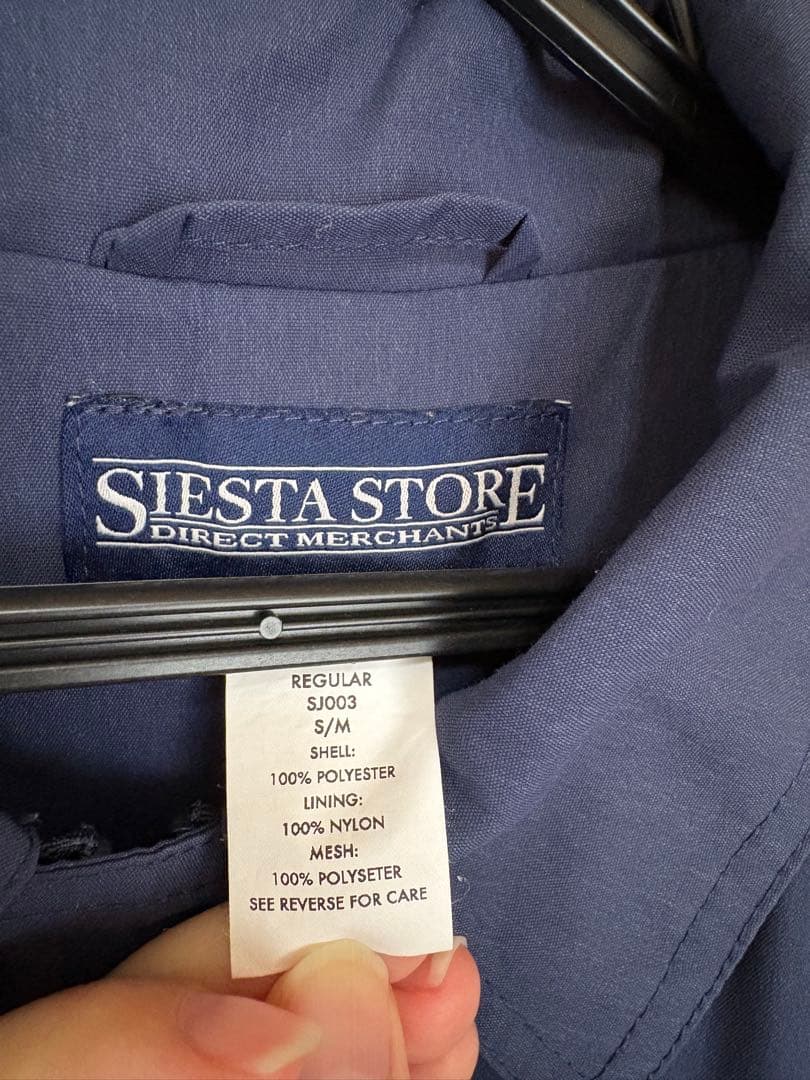 SIESTA STORE
DIRECT MERCHANTS
REGULAR
SJ003
S/M
SHELL:
100% POLYESTER
LINING:
100% NYLON
MESH:
100% POLYSETER
SEE REVERSE FOR CARE